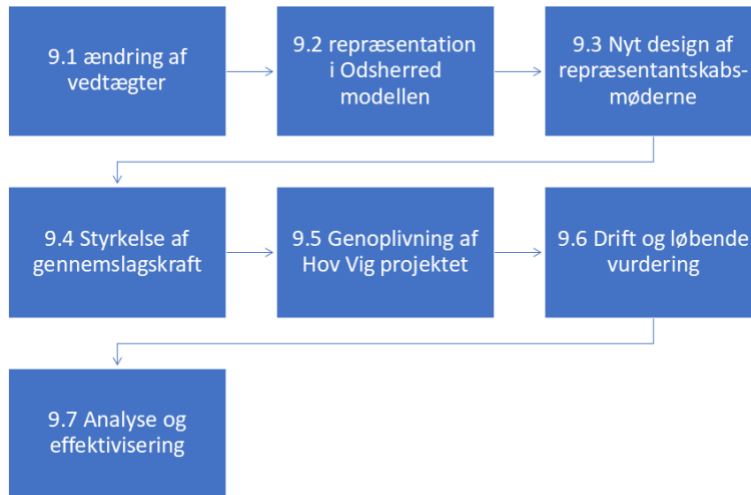 9.1 ændring af
vedtægter
9.2 repræsentation
i Odsherred
modellen
9.3 Nyt design af
repræsentantskabs-
møderne
9.4 Styrkelse af
gennemslagskraft
9.5 Genoplivning af
Hov Vig projektet
9.6 Drift og løbende
vurdering
9.7 Analyse og
effektivisering